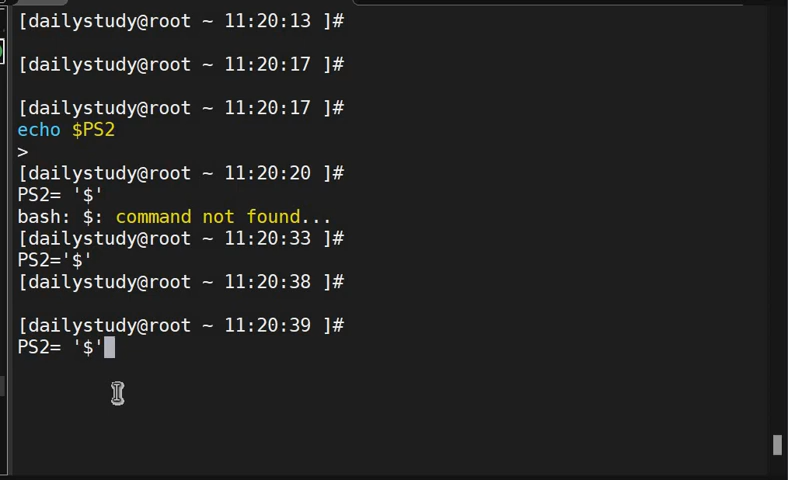 [dailystudy@root ~ 11:20:13 ]#
[dailystudy@root ~ 11:20:17 ]#
[dailystudy@root ~ 11:20:17 ]#
echo $PS2
>
[dailystudy@root ~ 11:20:20 ]#
PS2= '$'
bash: $: command not found...
[dailystudy@root ~ 11:20:33 ]#
PS2='$'
[dailystudy@root ~ 11:20:38 ]#
[dailystudy@root ~ 11:20:39 ]#
PS2= '$'